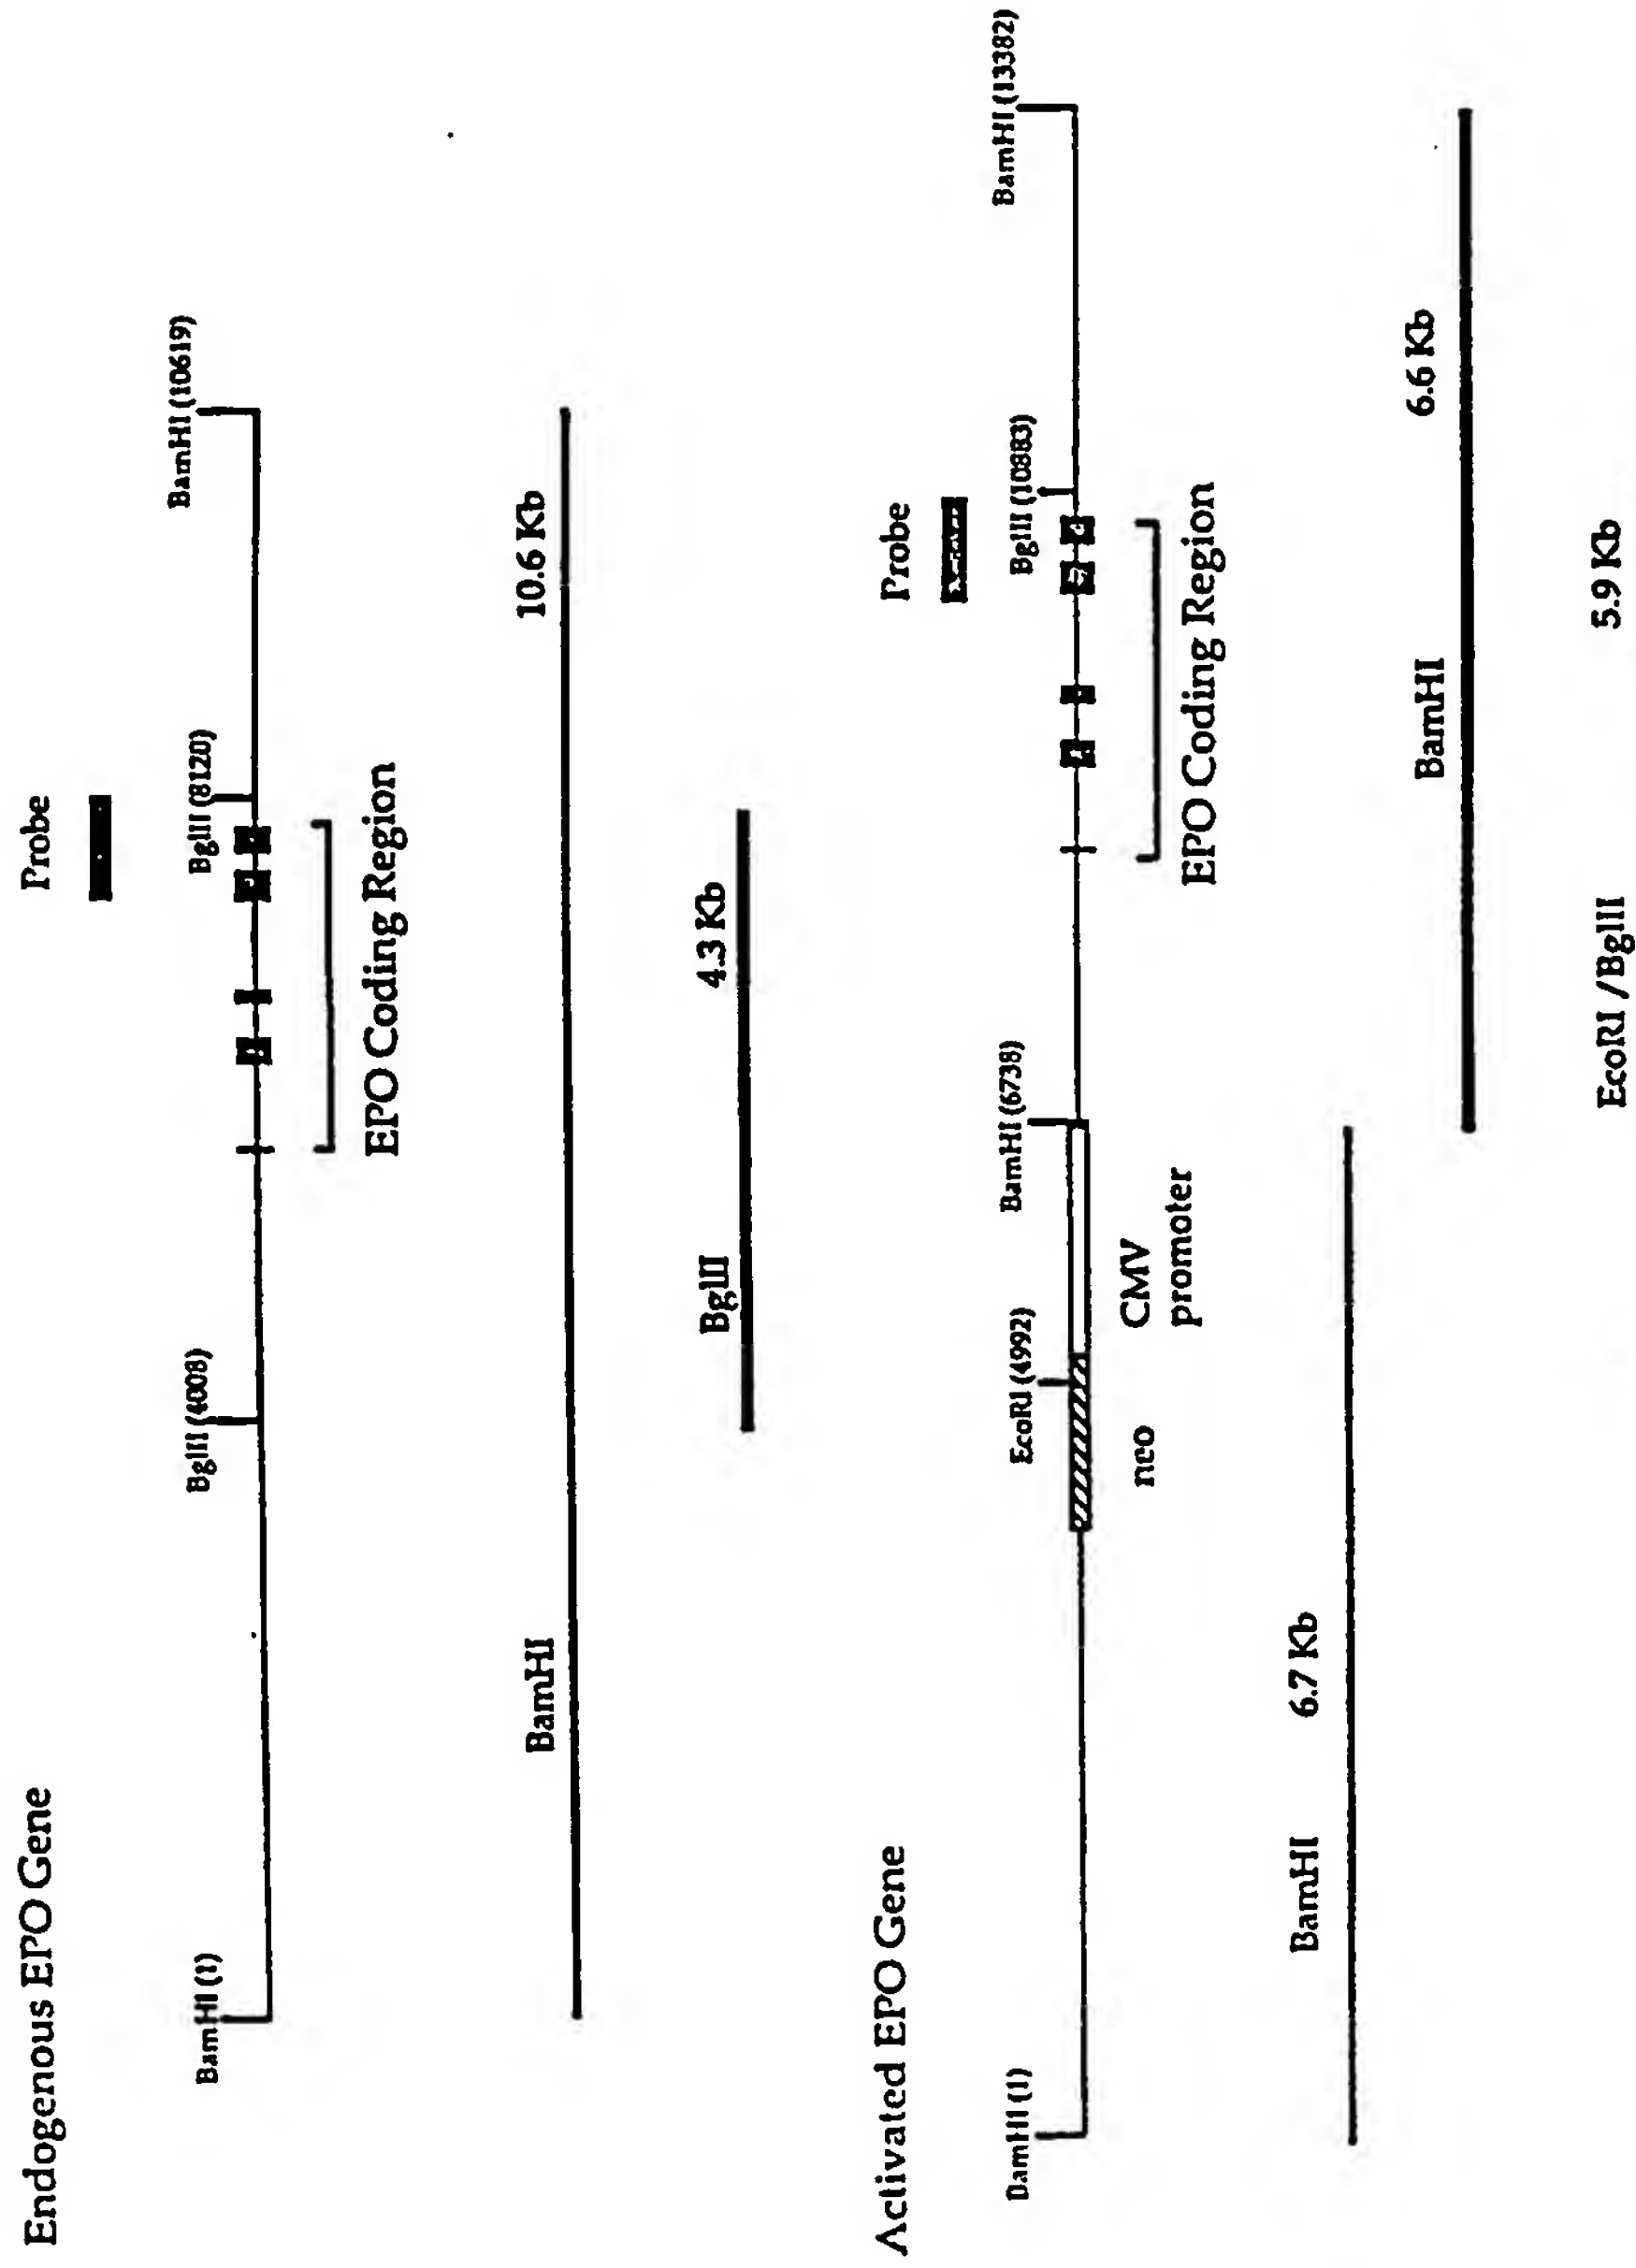 Endogenous EPO Gene
Probe
BamHI (1)
BglII (4008)
BglII (8120)
BamHI (10619)
EPO Coding Region
BamHI
10.6 Kb
BglII
4.3 Kb
Activated EPO Gene
Probe
BamHI (1)
EcoRI (4992)
BamHI (6738)
BglII (10883)
BamHI (13382)
neo
CMV
promoter
EPO Coding Region
BamHI
6.7 Kb
BamHI
6.6 Kb
EcoRI / BglII
5.9 Kb